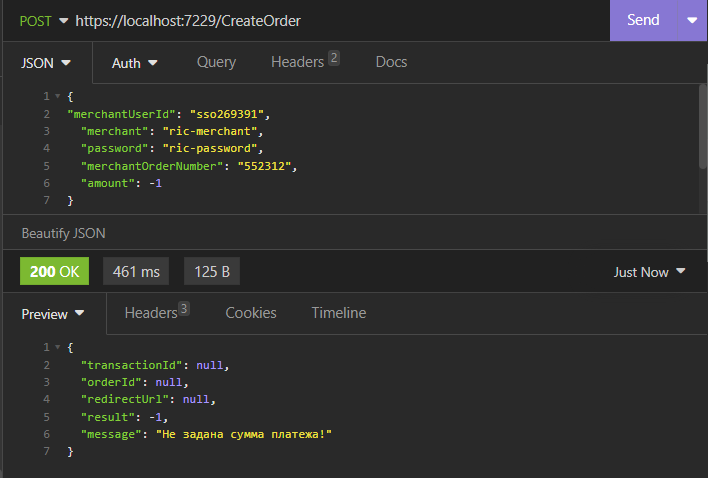 POST https://localhost:7229/CreateOrder Send
JSON Auth Query Headers 2 Docs
1 {
2 "merchantUserId": "sso269391",
3 "merchant": "ric-merchant",
4 "password": "ric-password",
5 "merchantOrderNumber": "552312",
6 "amount": -1
7 }
Beautify JSON
200 OK 461 ms 125 B Just Now
Preview Headers 3 Cookies Timeline
1 {
2 "transactionId": null,
3 "orderId": null,
4 "redirectUrl": null,
5 "result": -1,
6 "message": "Не задана сумма платежа!"
7 }